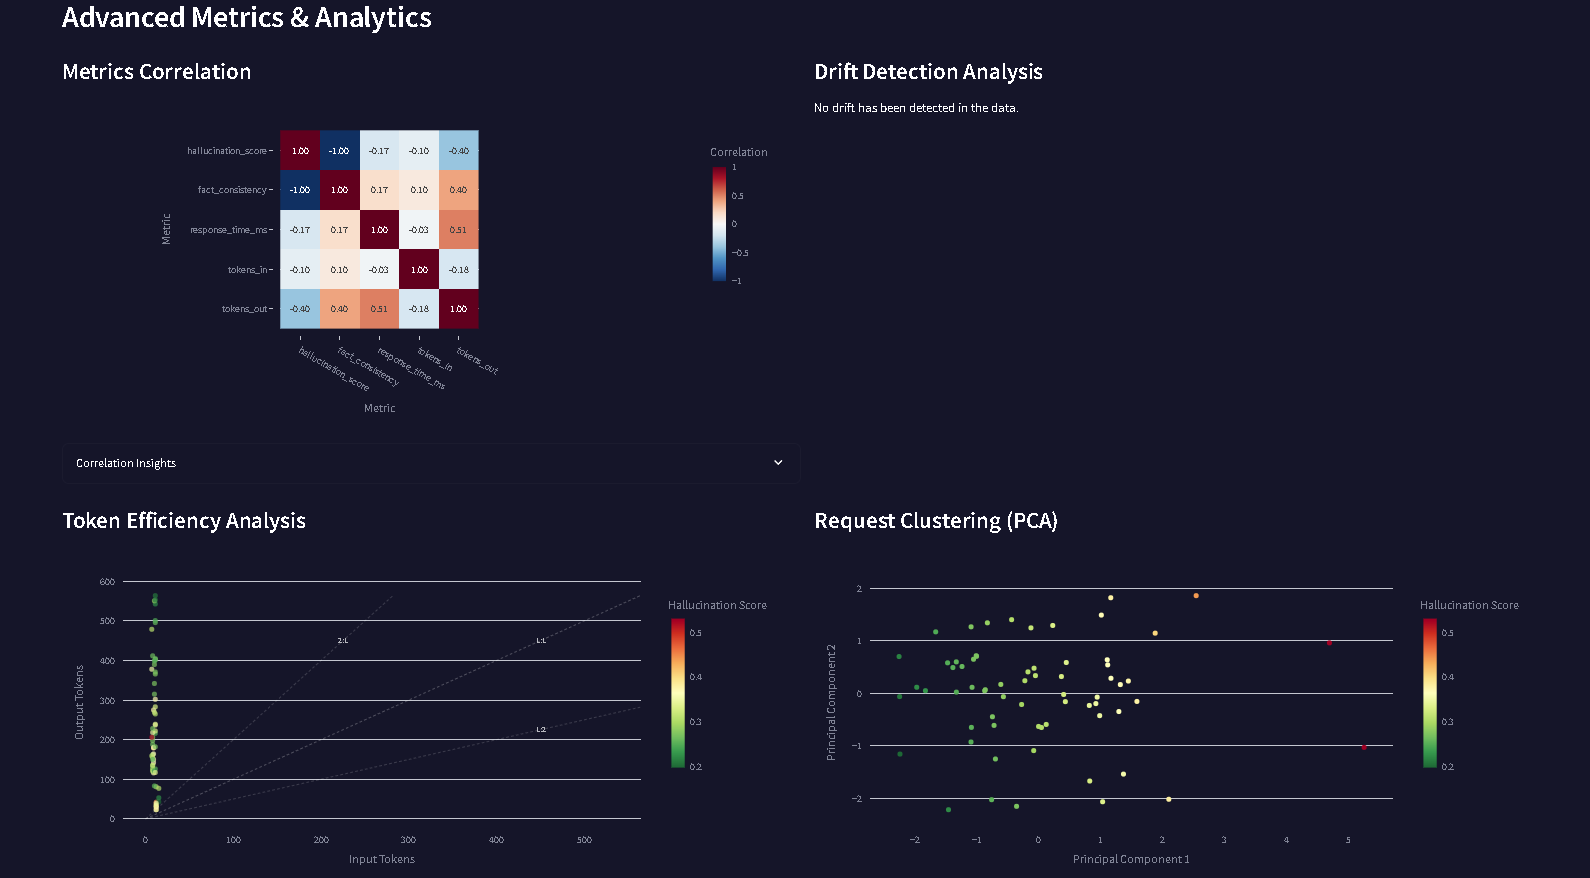 Advanced Metrics & Analytics
Metrics Correlation
hallucination_score
fact_consistency
response_time_ms
tokens_in
tokens_out
Metric
1.00 -1.00 -0.17 -0.10 -0.40
-1.00 1.00 0.17 0.10 0.40
-0.17 0.17 1.00 -0.03 0.51
-0.10 0.10 -0.03 1.00 -0.18
-0.40 0.40 0.51 -0.18 1.00
hallucination_score
fact_consistency
response_time_ms
tokens_in
tokens_out
Metric
Correlation
1
0.5
0
−0.5
−1
Correlation Insights
Drift Detection Analysis
No drift has been detected in the data.
Token Efficiency Analysis
Output Tokens
600
500
400
300
200
100
0
2:1
1:1
1:2
0 100 200 300 400 500
Input Tokens
Hallucination Score
0.5
0.4
0.3
0.2
Request Clustering (PCA)
Principal Component 2
2
1
0
−1
−2
−2 −1 0 1 2 3 4 5
Principal Component 1
Hallucination Score
0.5
0.4
0.3
0.2